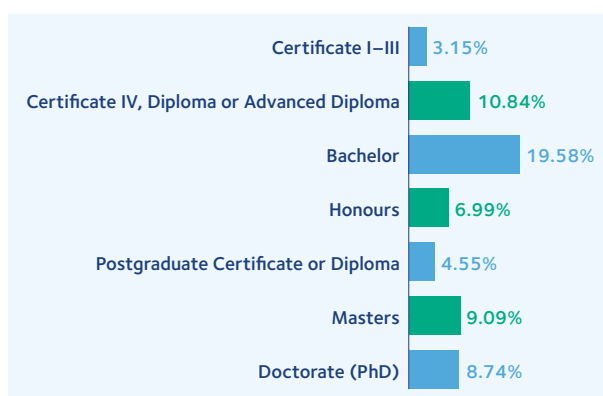 Certificate I–III 3.15%
Certificate IV, Diploma or Advanced Diploma 10.84%
Bachelor 19.58%
Honours 6.99%
Postgraduate Certificate or Diploma 4.55%
Masters 9.09%
Doctorate (PhD) 8.74%